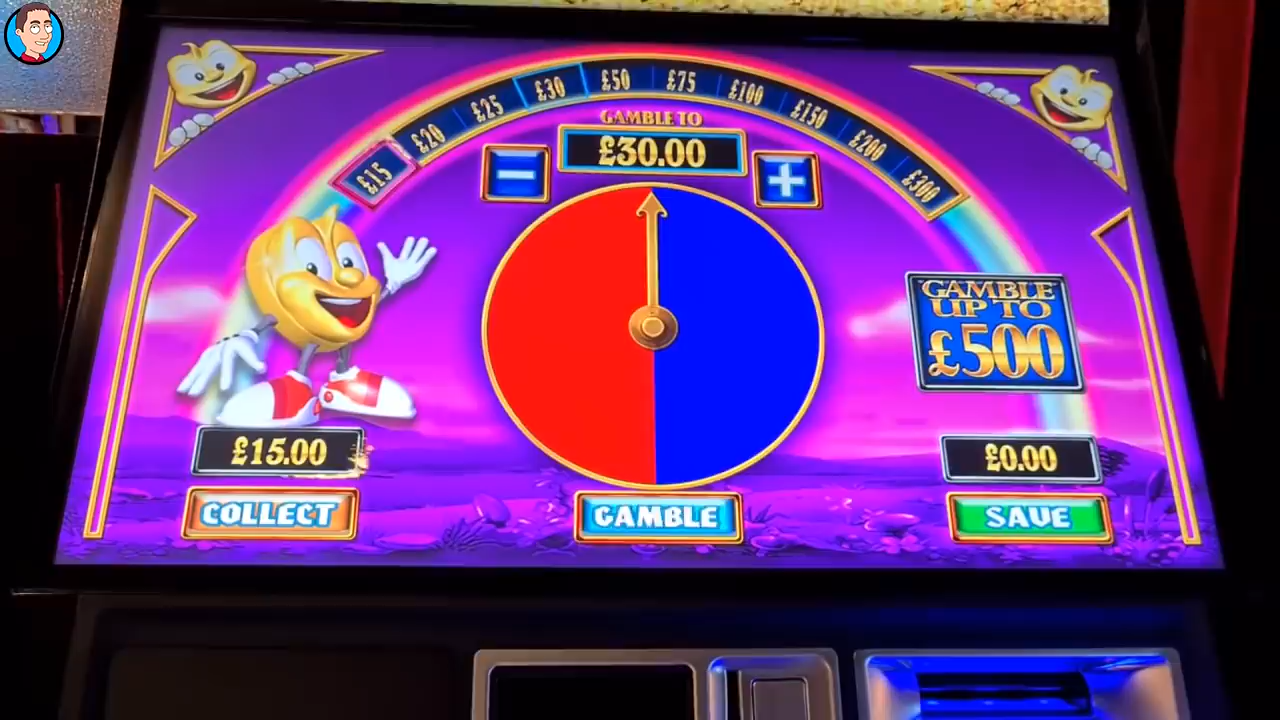 £15
£20
£25
£30
£50
£75
£100
£150
£200
£300
GAMBLE TO
£30.00
−
+
GAMBLE
UP TO
£500
£15.00
£0.00
COLLECT
GAMBLE
SAVE